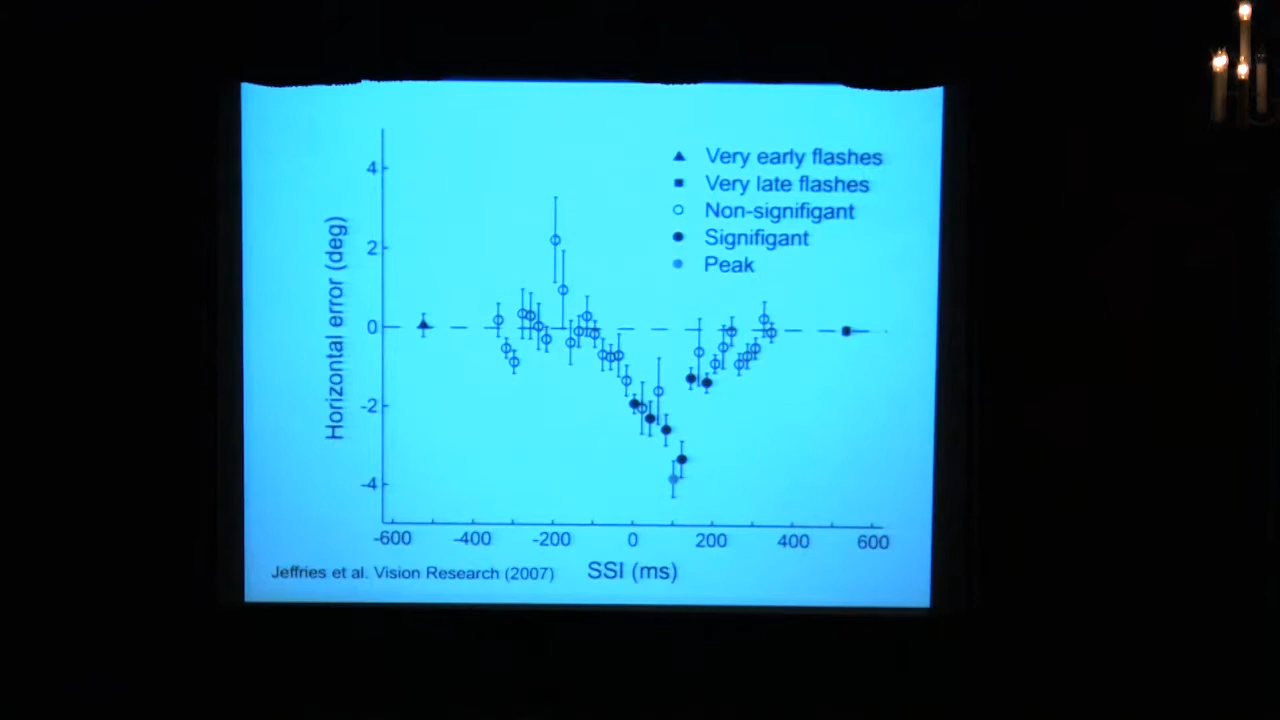 Very early flashes
Very late flashes
Non-signifigant
Signifigant
Peak
Horizontal error (deg)
4
2
0
-2
-4
-600 -400 -200 0 200 400 600
SSI (ms)
Jeffries et al. Vision Research (2007)